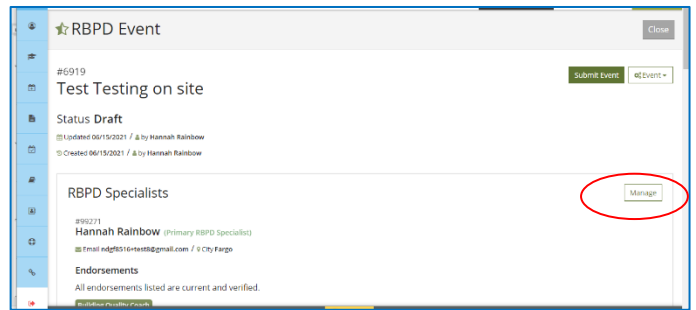 RBPD Event
Close
#6919
Test Testing on site
Submit Event
Event
Status Draft
Updated 06/15/2021 / by Hannah Rainbow
Created 06/15/2021 / by Hannah Rainbow
RBPD Specialists
Manage
#99271
Hannah Rainbow (Primary RBPD Specialist)
Email ndgf8516+test8@gmail.com / City Fargo
Endorsements
All endorsements listed are current and verified.
Building Quality Coach